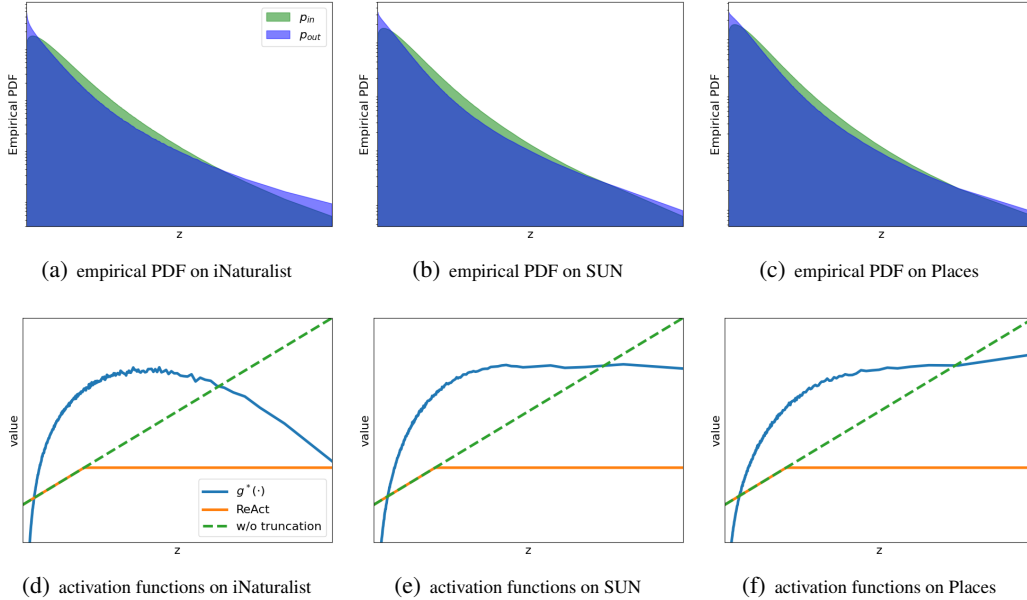 p_in
p_out
Empirical PDF
z
Empirical PDF
z
Empirical PDF
z
(a) empirical PDF on iNaturalist
(b) empirical PDF on SUN
(c) empirical PDF on Places
value
g*(·)
ReAct
w/o truncation
z
value
z
value
z
(d) activation functions on iNaturalist
(e) activation functions on SUN
(f) activation functions on Places